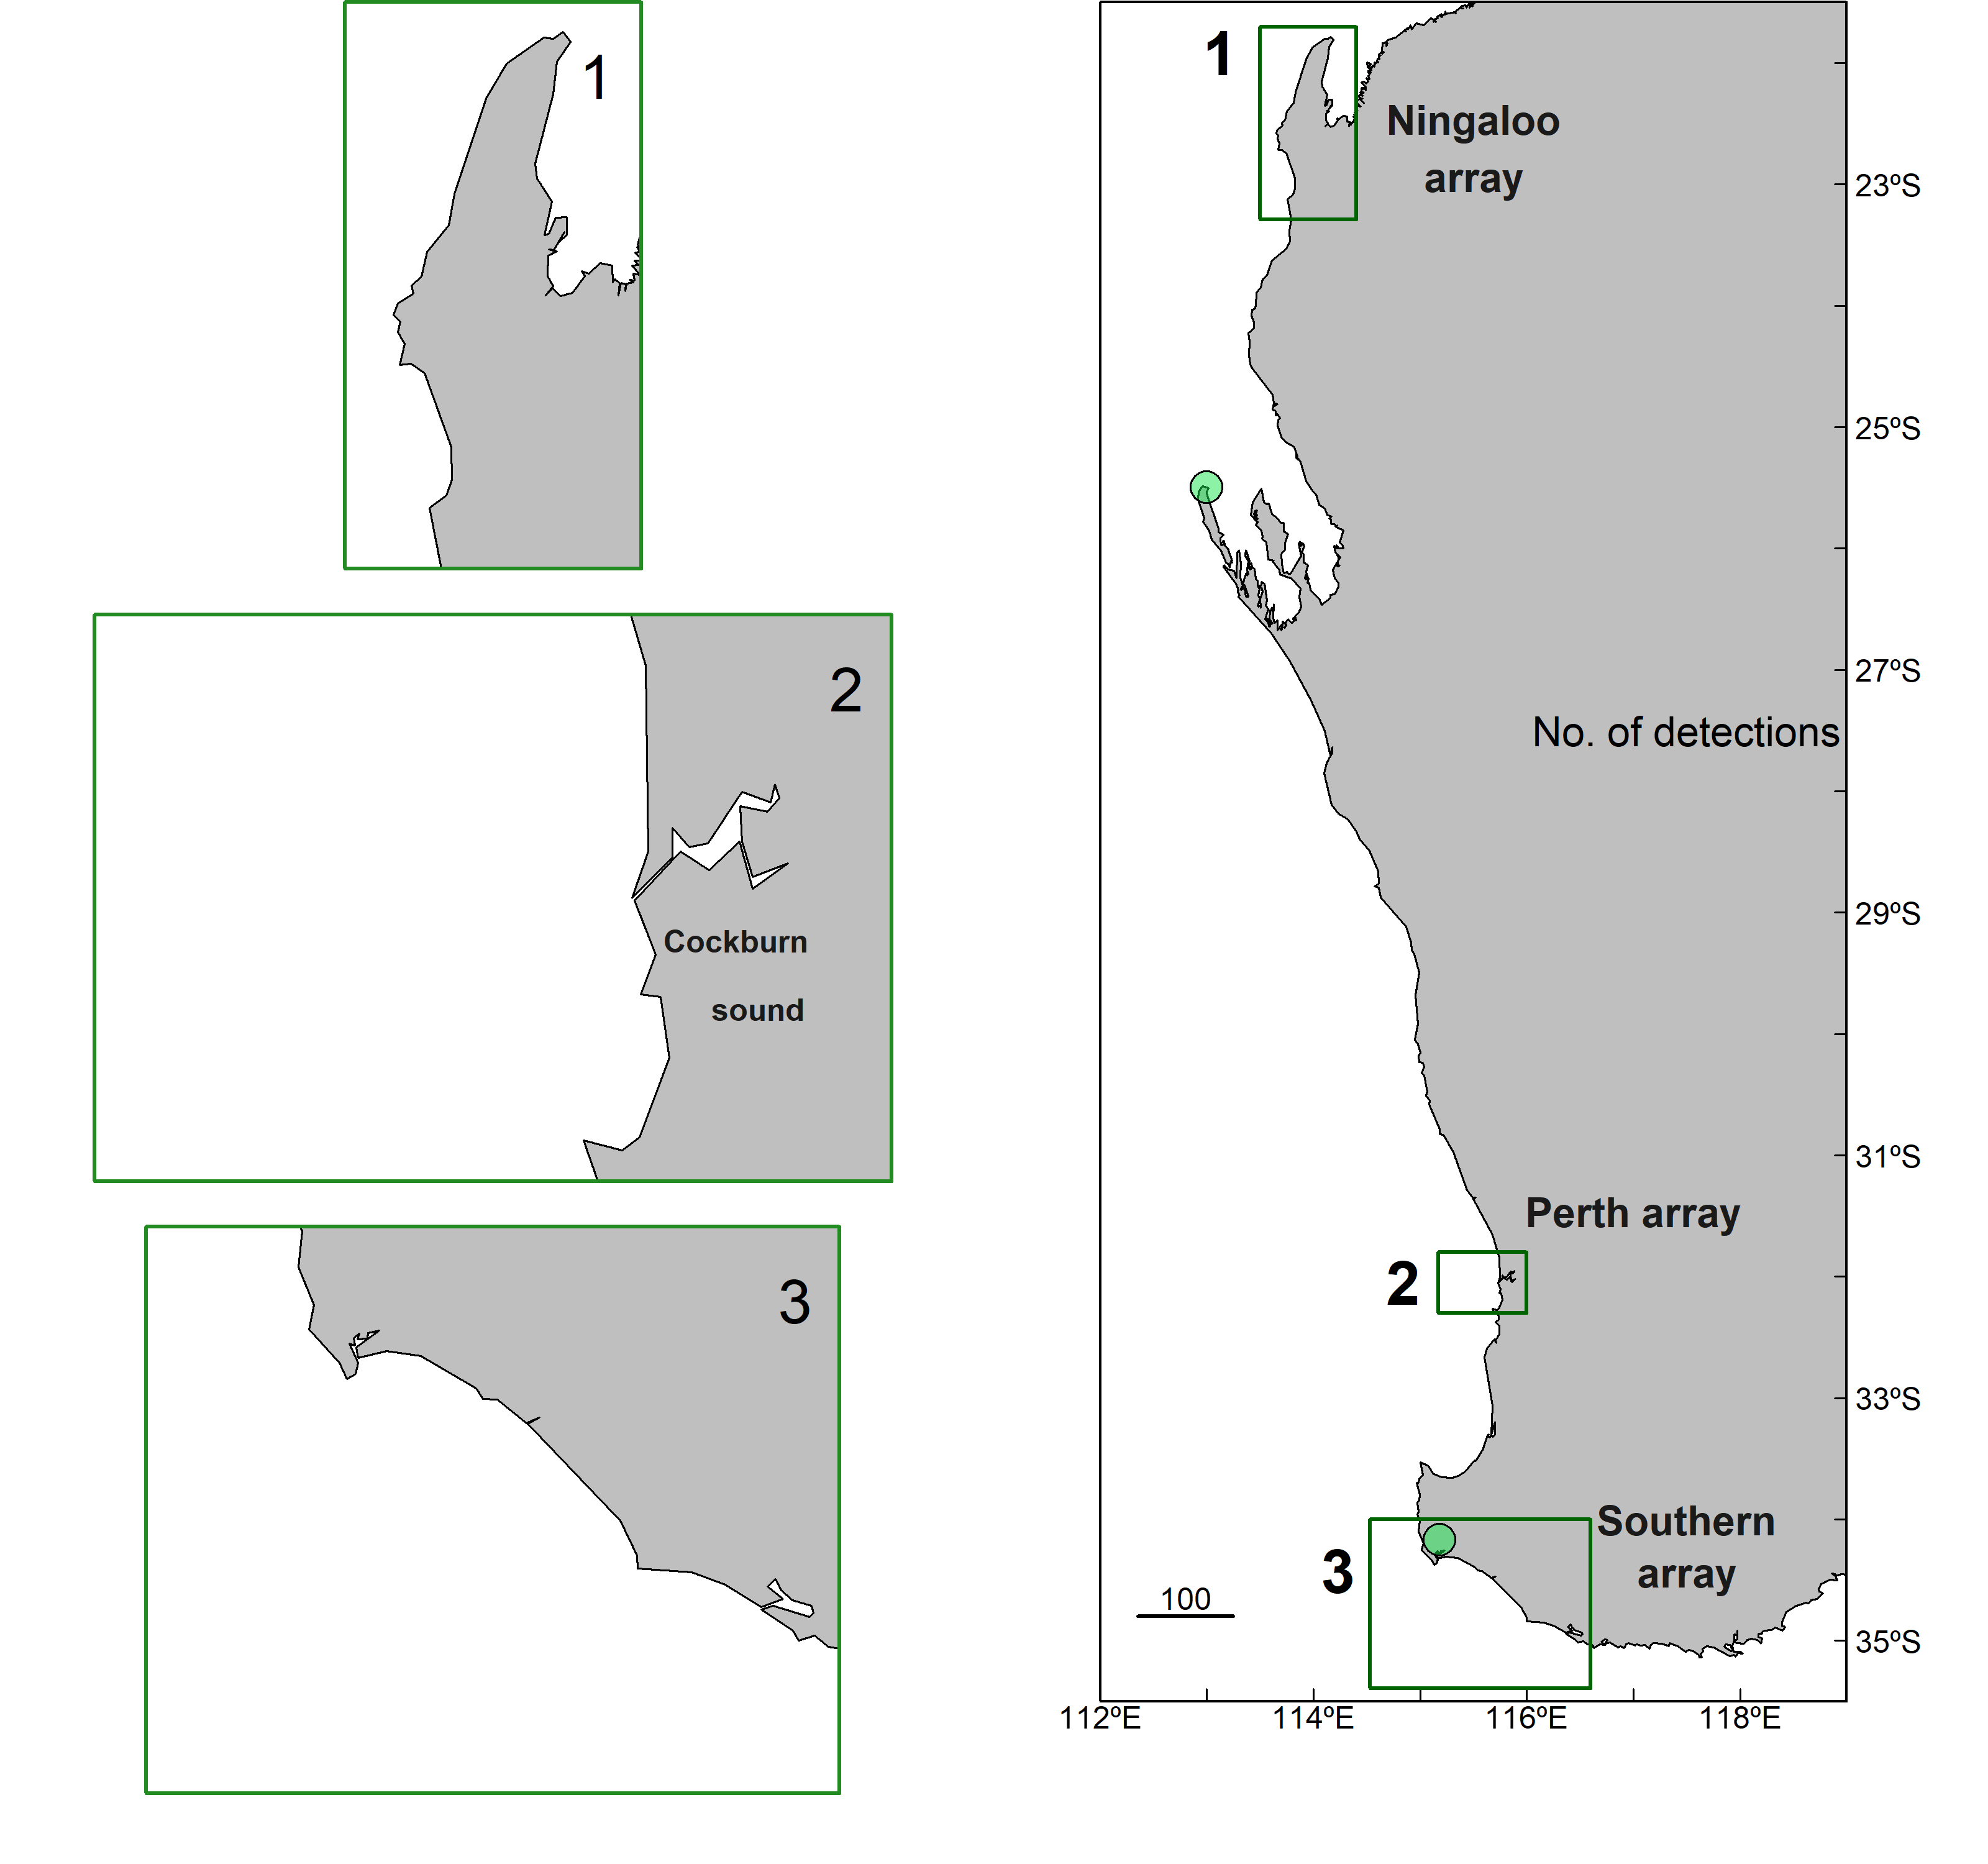 1
2
Cockburn
sound
3
1
Ningaloo
array
23ºS
25ºS
27ºS
No. of detections
29ºS
31ºS
Perth array
2
33ºS
Southern
array
3
100
35ºS
112ºE
114ºE
116ºE
118ºE